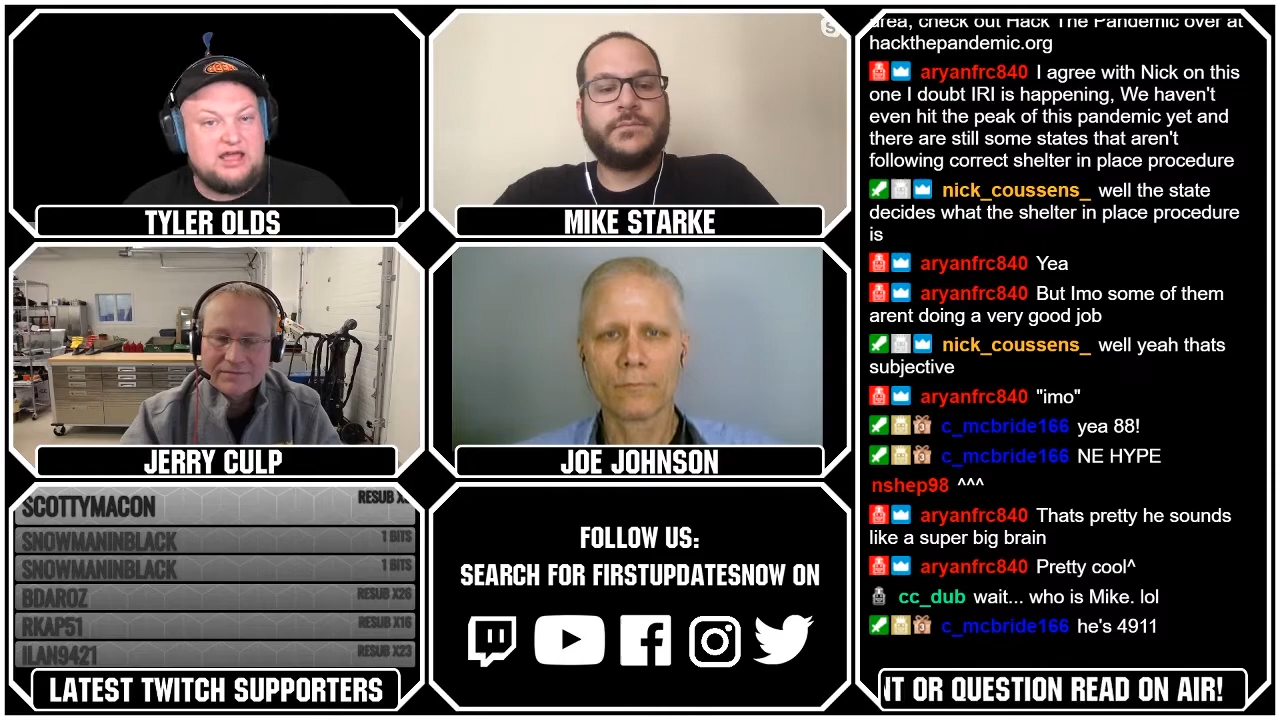 TYLER OLDS
MIKE STARKE
JERRY CULP
JOE JOHNSON
SCOTTYMACON
SNOWMANINBLACK 1 BITS
SNOWMANINBLACK 1 BITS
BDAROZ RESUB X26
RKAP51 RESUB X16
ILAN9421 RESUB X23
LATEST TWITCH SUPPORTERS
FOLLOW US:
SEARCH FOR FIRSTUPDATESNOW ON
area, check out Hack The Pandemic over at
hackthepandemic.org
aryanfrc840 I agree with Nick on this
one I doubt IRI is happening, We haven't
even hit the peak of this pandemic yet and
there are still some states that aren't
following correct shelter in place procedure
nick_coussens_ well the state
decides what the shelter in place procedure
is
aryanfrc840 Yea
aryanfrc840 But Imo some of them
arent doing a very good job
nick_coussens_ well yeah thats
subjective
aryanfrc840 "imo"
c_mcbride166 yea 88!
c_mcbride166 NE HYPE
nshep98 ^^^
aryanfrc840 Thats pretty he sounds
like a super big brain
aryanfrc840 Pretty cool^
cc_dub wait... who is Mike. lol
c_mcbride166 he's 4911
NT OR QUESTION READ ON AIR!